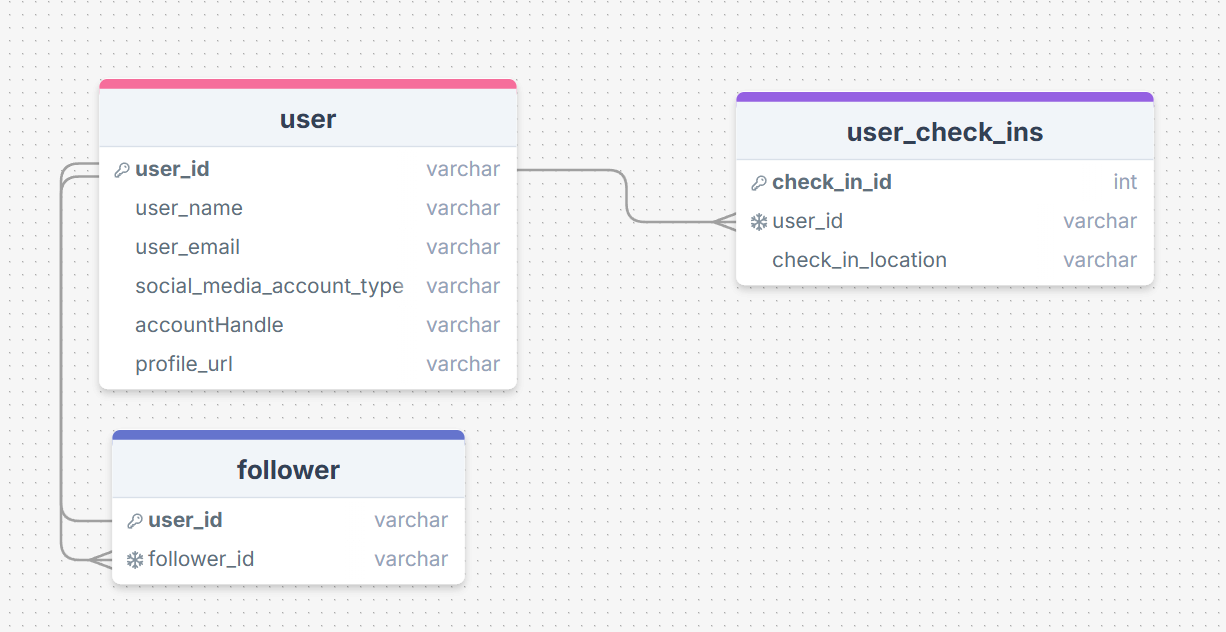 user
user_id varchar
user_name varchar
user_email varchar
social_media_account_type varchar
accountHandle varchar
profile_url varchar
user_check_ins
check_in_id int
user_id varchar
check_in_location varchar
follower
user_id varchar
follower_id varchar